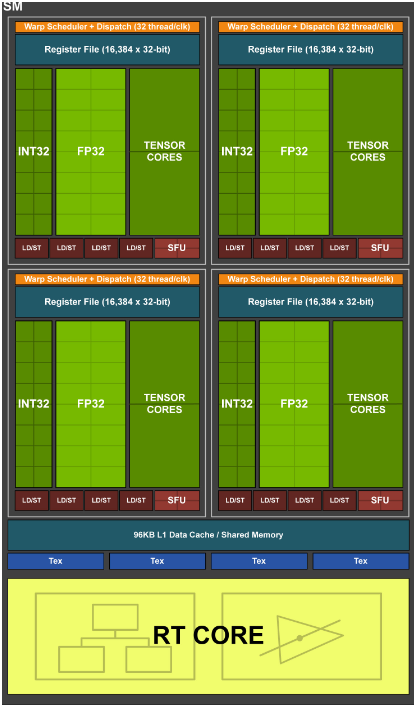 SM
Warp Scheduler + Dispatch (32 thread/clk)
Register File (16,384 x 32-bit)
INT32
FP32
TENSOR
CORES
LD/ST
LD/ST
LD/ST
LD/ST
SFU
Warp Scheduler + Dispatch (32 thread/clk)
Register File (16,384 x 32-bit)
INT32
FP32
TENSOR
CORES
LD/ST
LD/ST
LD/ST
LD/ST
SFU
Warp Scheduler + Dispatch (32 thread/clk)
Register File (16,384 x 32-bit)
INT32
FP32
TENSOR
CORES
LD/ST
LD/ST
LD/ST
LD/ST
SFU
Warp Scheduler + Dispatch (32 thread/clk)
Register File (16,384 x 32-bit)
INT32
FP32
TENSOR
CORES
LD/ST
LD/ST
LD/ST
LD/ST
SFU
96KB L1 Data Cache / Shared Memory
Tex
Tex
Tex
Tex
RT CORE